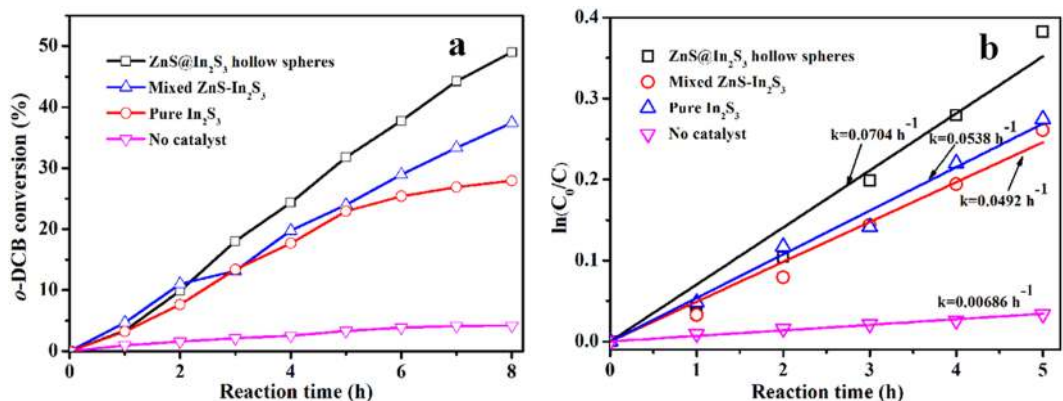 a
ZnS@In₂S₃ hollow spheres
Mixed ZnS-In₂S₃
Pure In₂S₃
No catalyst
o-DCB conversion (%)
50
40
30
20
10
0
0 2 4 6 8
Reaction time (h)
b
ZnS@In₂S₃ hollow spheres
Mixed ZnS-In₂S₃
Pure In₂S₃
No catalyst
k=0.0704 h⁻¹
k=0.0538 h⁻¹
k=0.0492 h⁻¹
k=0.00686 h⁻¹
ln(C₀/C)
0.4
0.3
0.2
0.1
0.0
0 1 2 3 4 5
Reaction time (h)